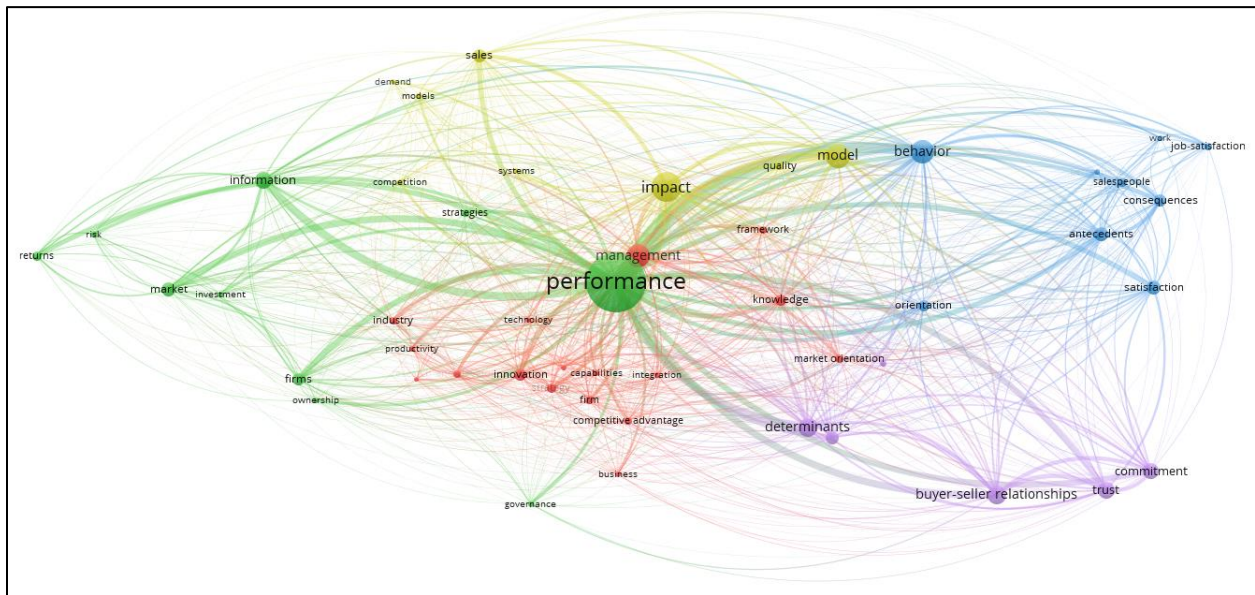 sales
demand
models
work
job-satisfaction
behavior
model
quality
systems
information
competition
impact
salespeople
consequences
strategies
framework
antecedents
risk
returns
management
performance
market
investment
satisfaction
knowledge
orientation
industry
technology
productivity
market orientation
innovation
capabilities
integration
firms
strategy
ownership
firm
competitive advantage
determinants
business
commitment
buyer-seller relationships
trust
governance